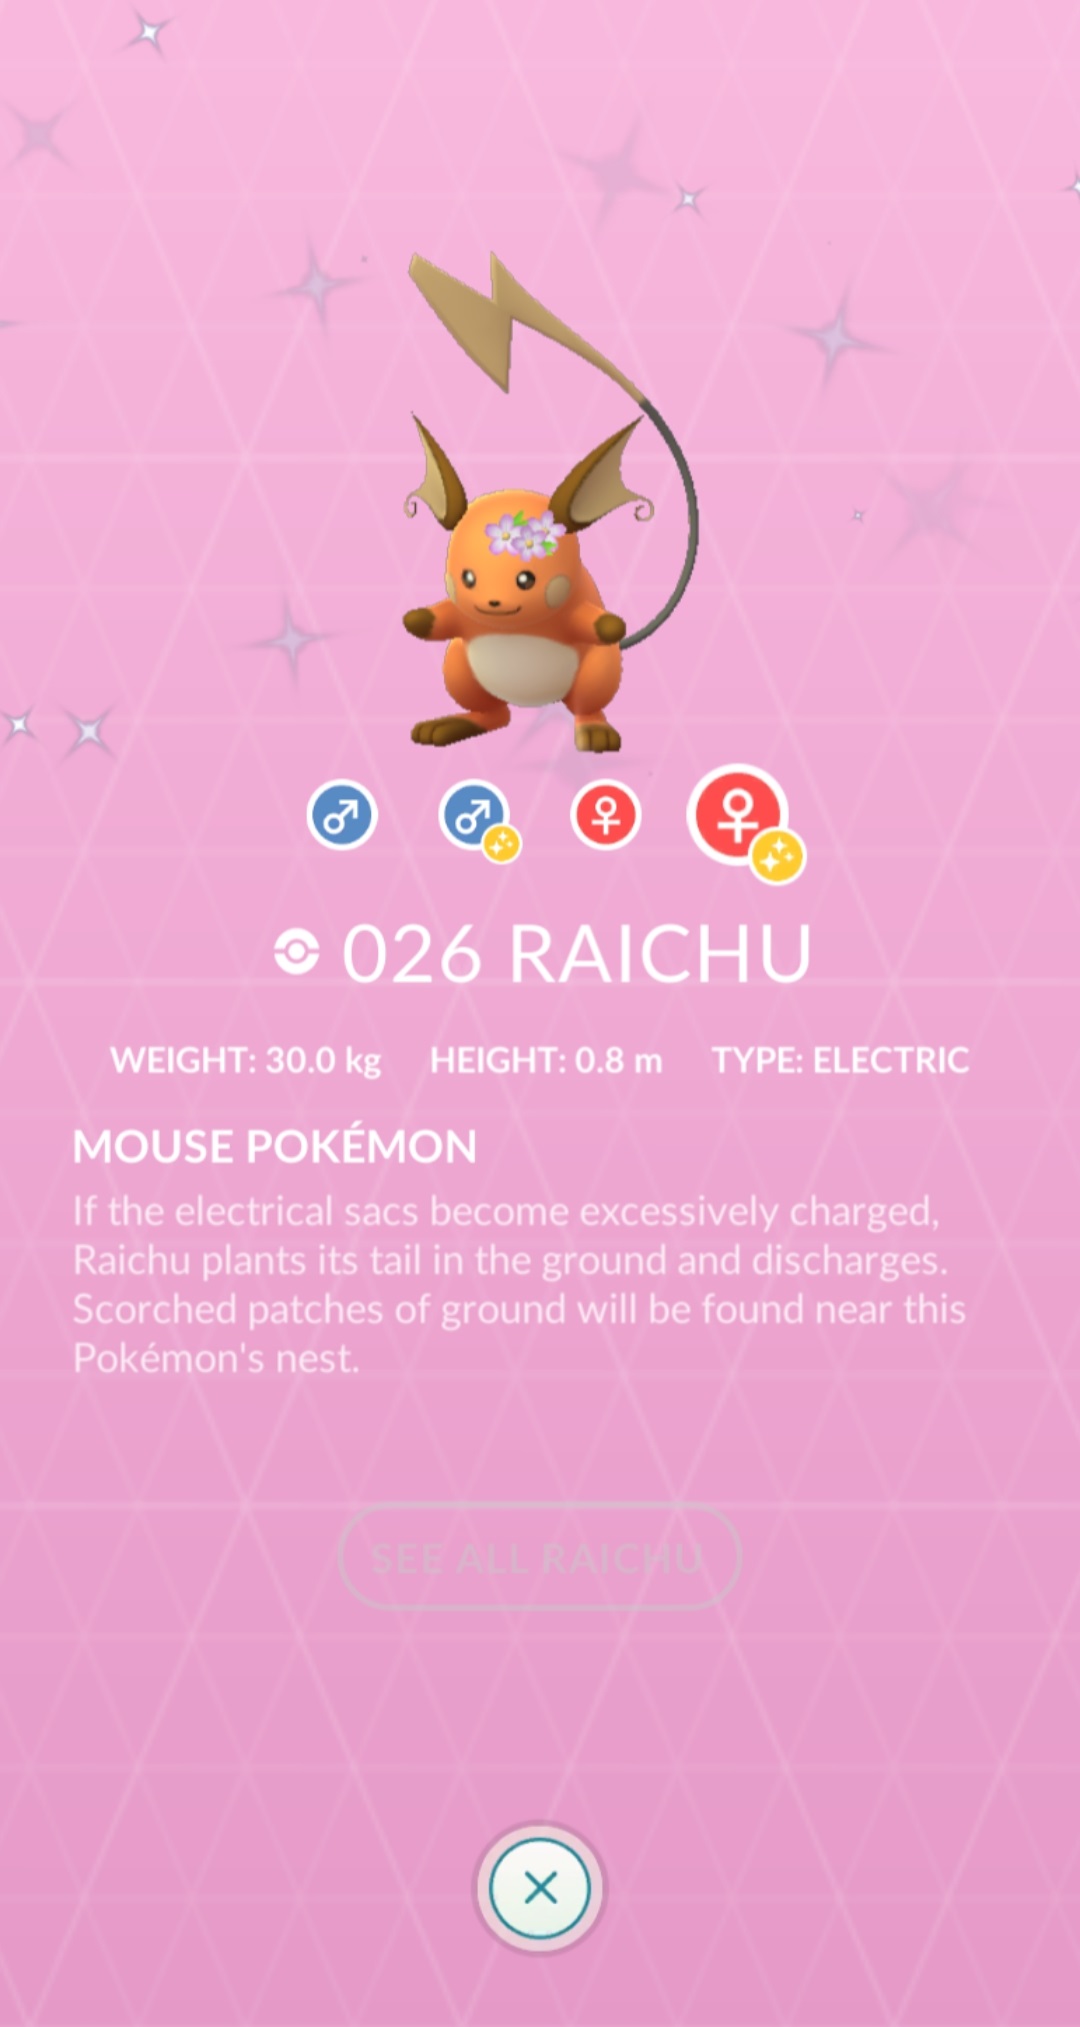 026 RAICHU
WEIGHT: 30.0 kg HEIGHT: 0.8 m TYPE: ELECTRIC
MOUSE POKÉMON
If the electrical sacs become excessively charged,
Raichu plants its tail in the ground and discharges.
Scorched patches of ground will be found near this
Pokémon's nest.
SEE ALL RAICHU